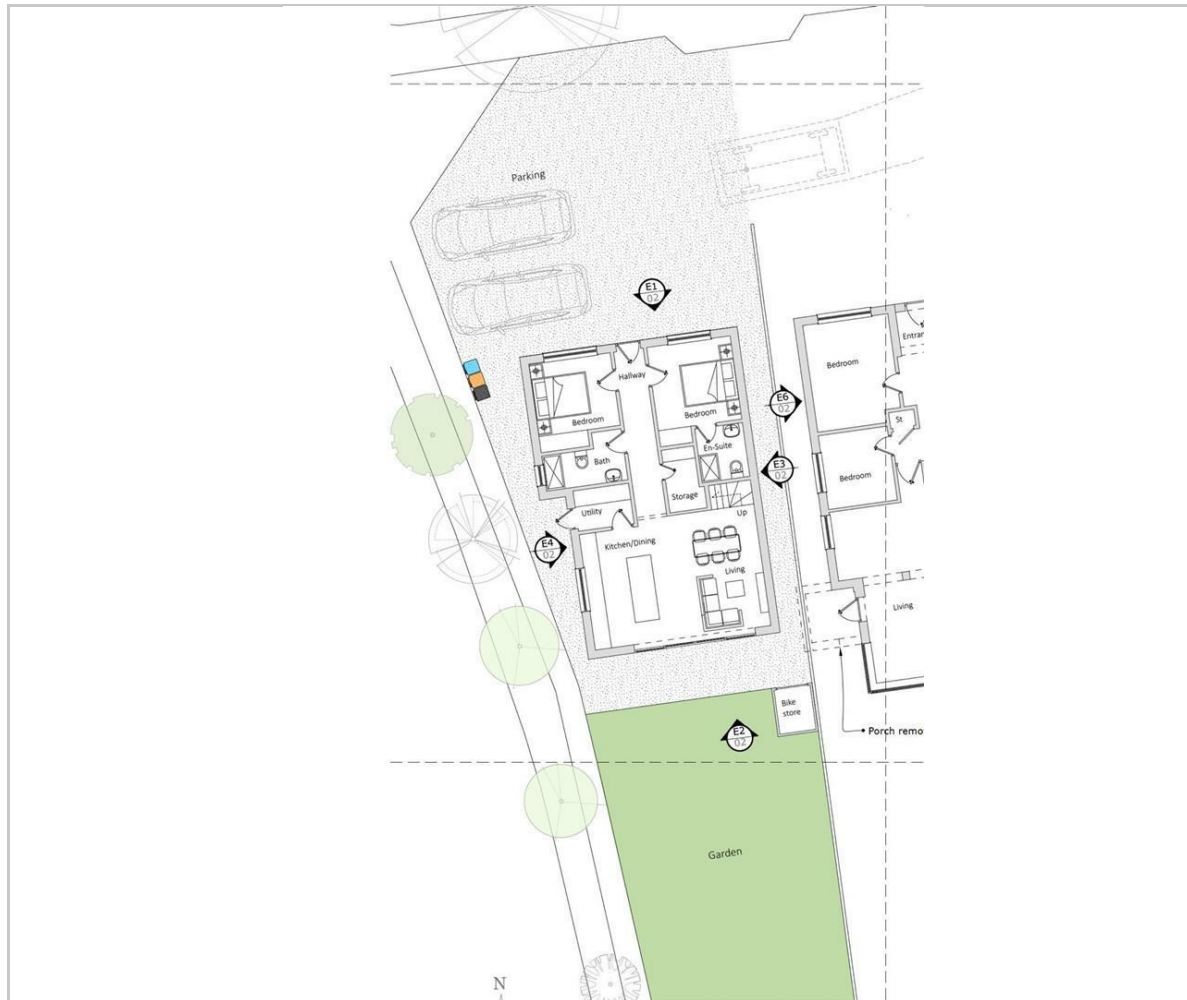 Parking
E1
02
Entran
Hallway
Bedroom
Bedroom
Bedroom
E6
02
St
En-Suite
Bath
E3
02
Bedroom
Storage
Utility
Up
E4
02
Kitchen/Dining
Living
Living
Bike
store
E2
02
Porch remo
Garden
N